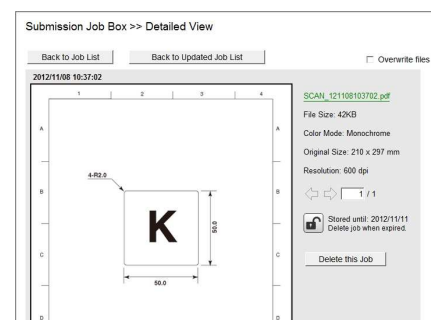 Submission Job Box >> Detailed View
Back to Job List
Back to Updated Job List
Overwrite files
2012/11/08 10:37:02
1 2 3 4
SCAN_121108103702.pdf
File Size: 42KB
A A
Color Mode: Monochrome
Original Size: 210 x 297 mm
Resolution: 600 dpi
4-R2.0
B B
1 / 1
K
50.0
Stored until: 2012/11/11
Delete job when expired.
C C
Delete this Job
50.0
D D